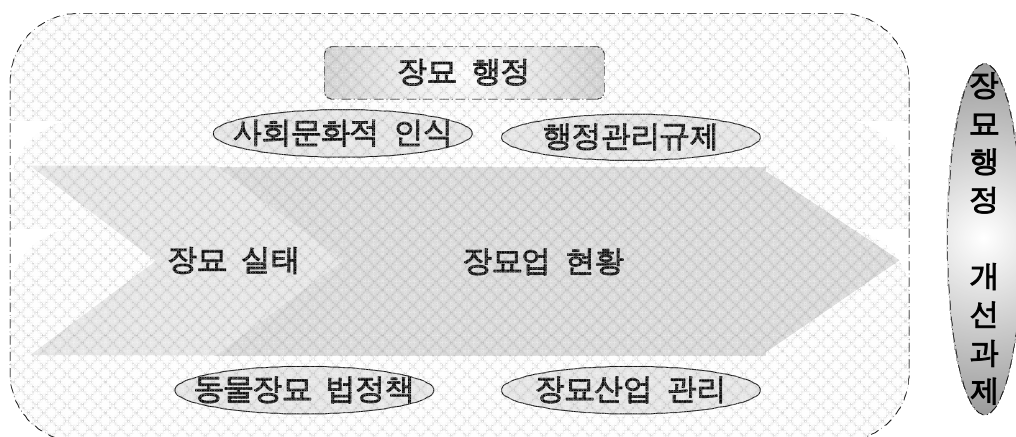 장묘 행정
사회문화적 인식
행정관리규제
장묘 실태
장묘업 현황
동물장묘 법정책
장묘산업 관리
장묘행정 개선과제